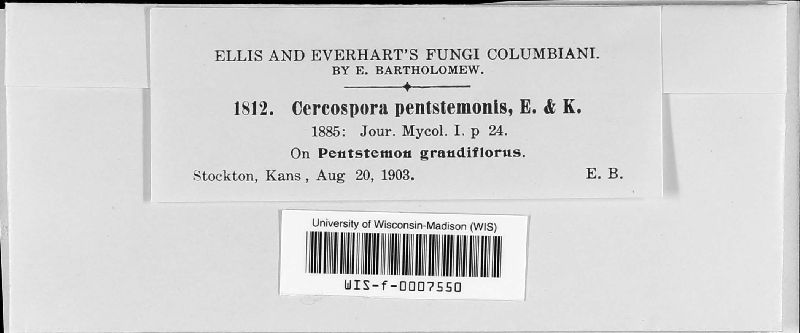 ELLIS AND EVERHART'S FUNGI COLUMBIANI.
BY E. BARTHOLOMEW.
1812. Cercospora pentstemonis, E. & K.
1885: Jour. Mycol. I. p 24.
On Pentstemon grandiflorus.
Stockton, Kans, Aug 20, 1903. E. B.
University of Wisconsin-Madison (WIS)
WIS-f-0007550